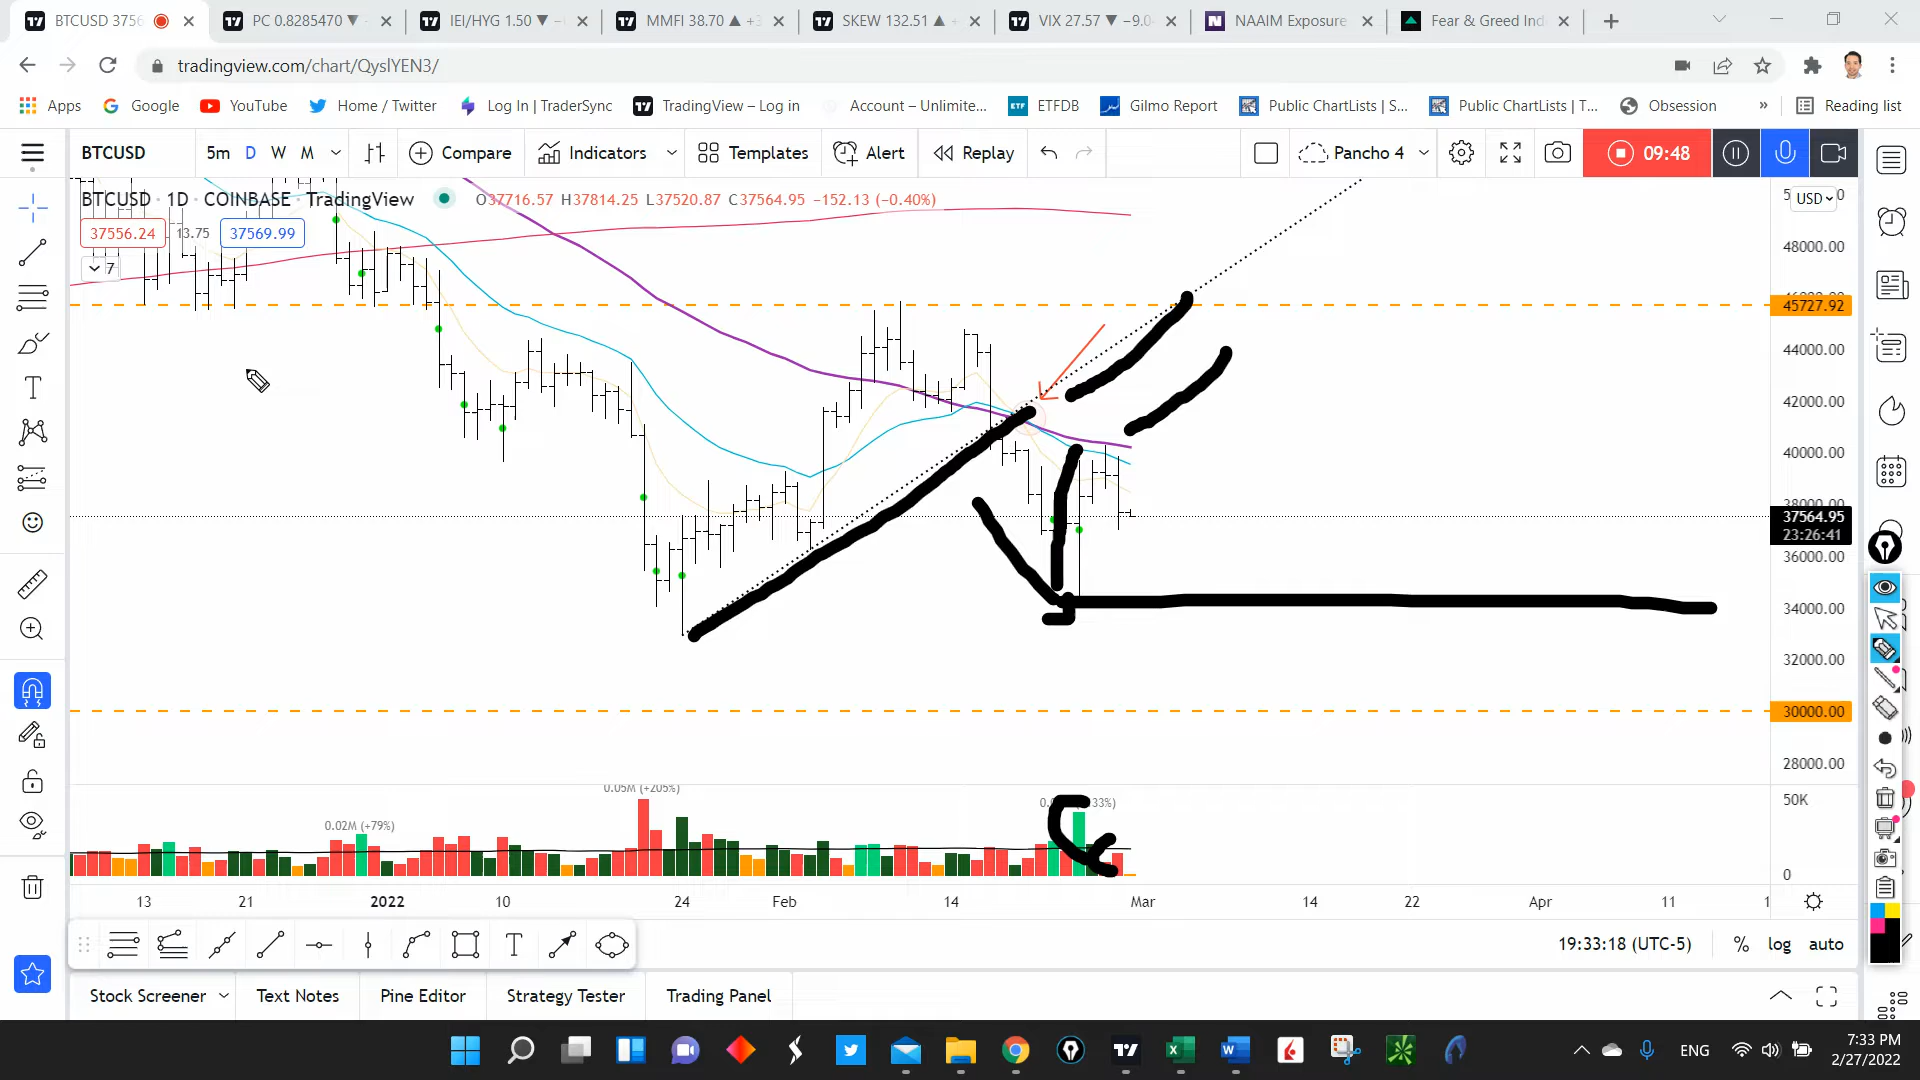 BTCUSD 3756
PC 0.8285470 ▼
IEI/HYG 1.50 ▼
MMFI 38.70 ▲
SKEW 132.51 ▲
VIX 27.57 ▼ −9.0
NAAIM Exposure
Fear & Greed Ind
tradingview.com/chart/QyslYEN3/
Apps
Google
YouTube
Home / Twitter
Log In | TraderSync
TradingView – Log in
Account – Unlimite...
ETFDB
Gilmo Report
Public ChartLists | S...
Public ChartLists | T...
Obsession
»
Reading list
BTCUSD
5m D W M
Compare
Indicators
Templates
Alert
Replay
Pancho 4
09:48
BTCUSD · 1D · COINBASE · TradingView
O37716.57 H37814.25 L37520.87 C37564.95 −152.13 (−0.40%)
USD
37556.24 13.75 37569.99
7
48000.00
45727.92
44000.00
42000.00
40000.00
38000.00
37564.95
23:26:41
36000.00
34000.00
32000.00
30000.00
28000.00
0.05M (+205%)
0.02M (+79%)
33%)
50K
0
13 21 2022 10 24 Feb 14 Mar 14 22 Apr 11
19:33:18 (UTC-5)
% log auto
Stock Screener
Text Notes
Pine Editor
Strategy Tester
Trading Panel
ENG
7:33 PM
2/27/2022